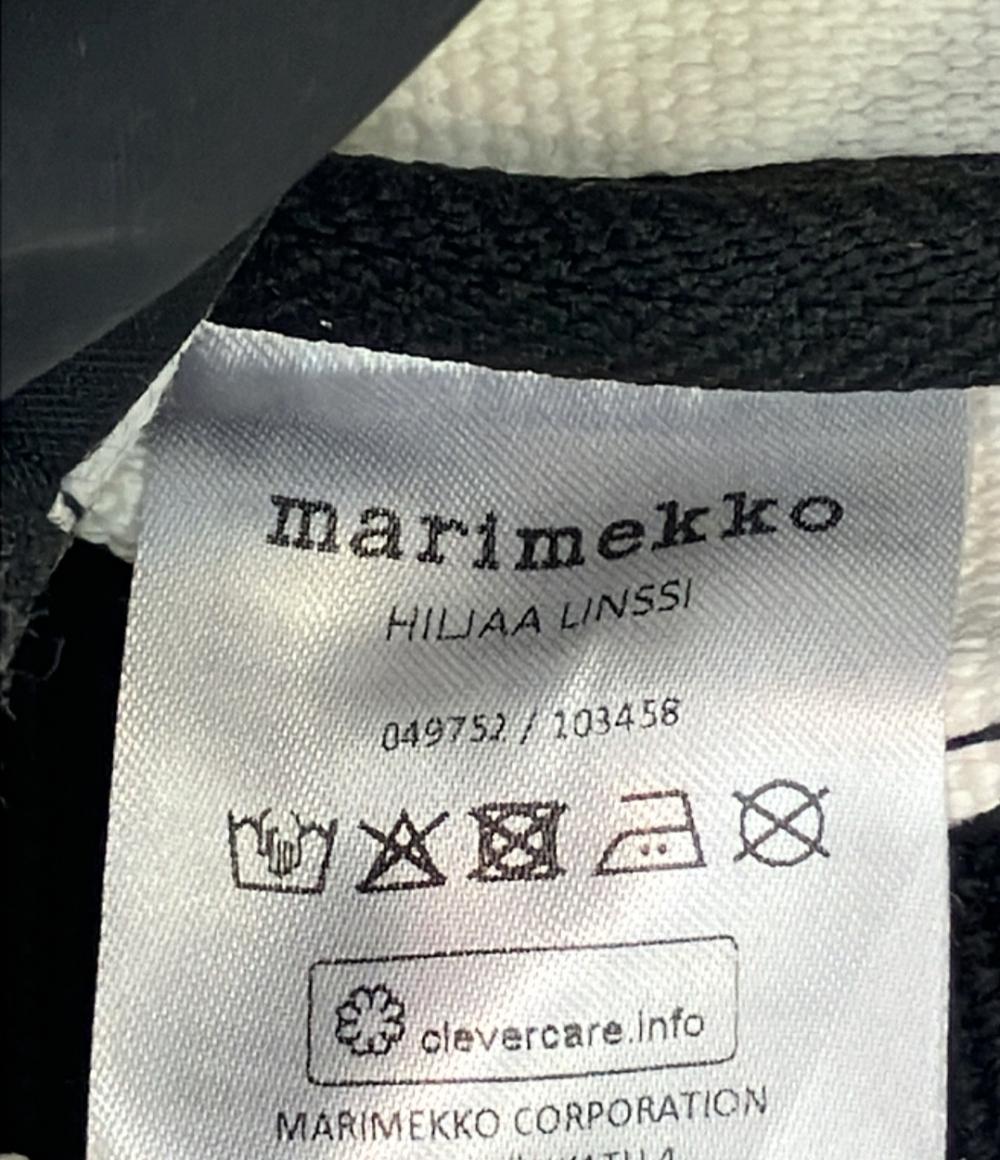 marimekko
HILJAA LINSSI
049752 / 103458
clevercare.info
MARIMEKKO CORPORATION